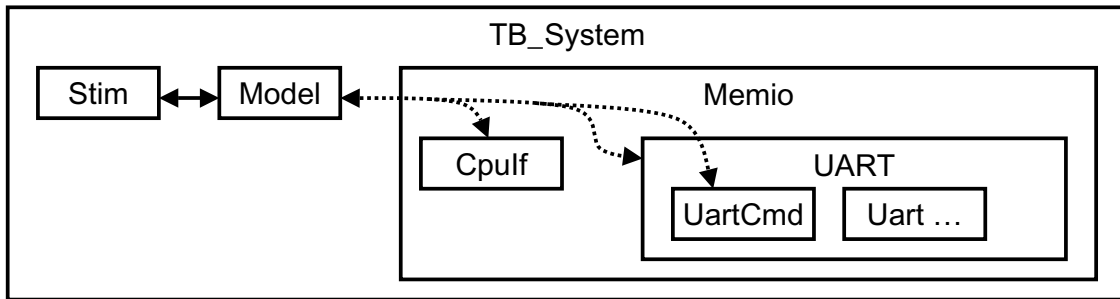 TB_System
Stim
Model
Memio
CpuIf
UART
UartCmd
Uart …